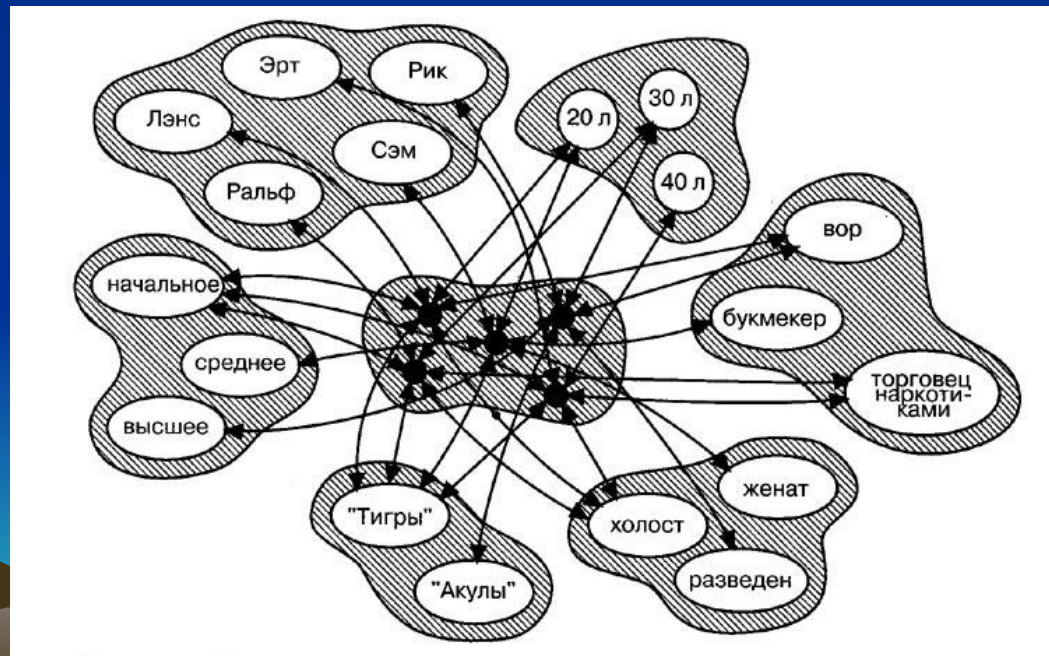 Эрт
Рик
Лэнс
Сэм
Ральф
20 л
30 л
40 л
вор
букмекер
торговец
наркоти-
ками
начальное
среднее
высшее
"Тигры"
"Акулы"
холост
женат
разведен